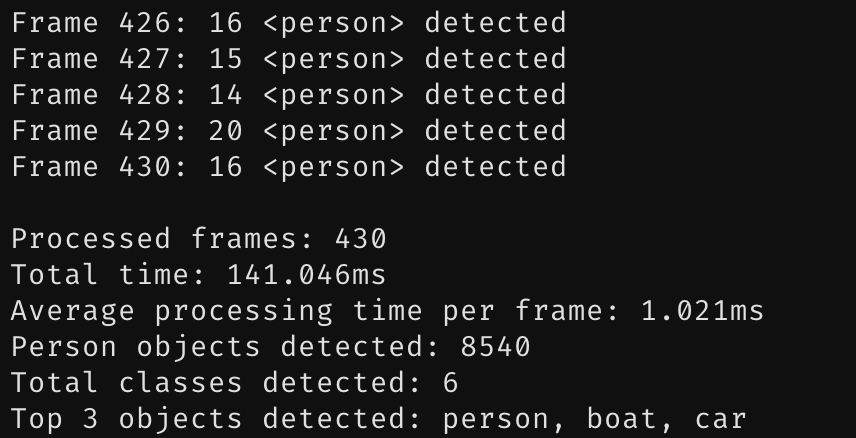 Frame 426: 16 <person> detected
Frame 427: 15 <person> detected
Frame 428: 14 <person> detected
Frame 429: 20 <person> detected
Frame 430: 16 <person> detected
Processed frames: 430
Total time: 141.046ms
Average processing time per frame: 1.021ms
Person objects detected: 8540
Total classes detected: 6
Top 3 objects detected: person, boat, car